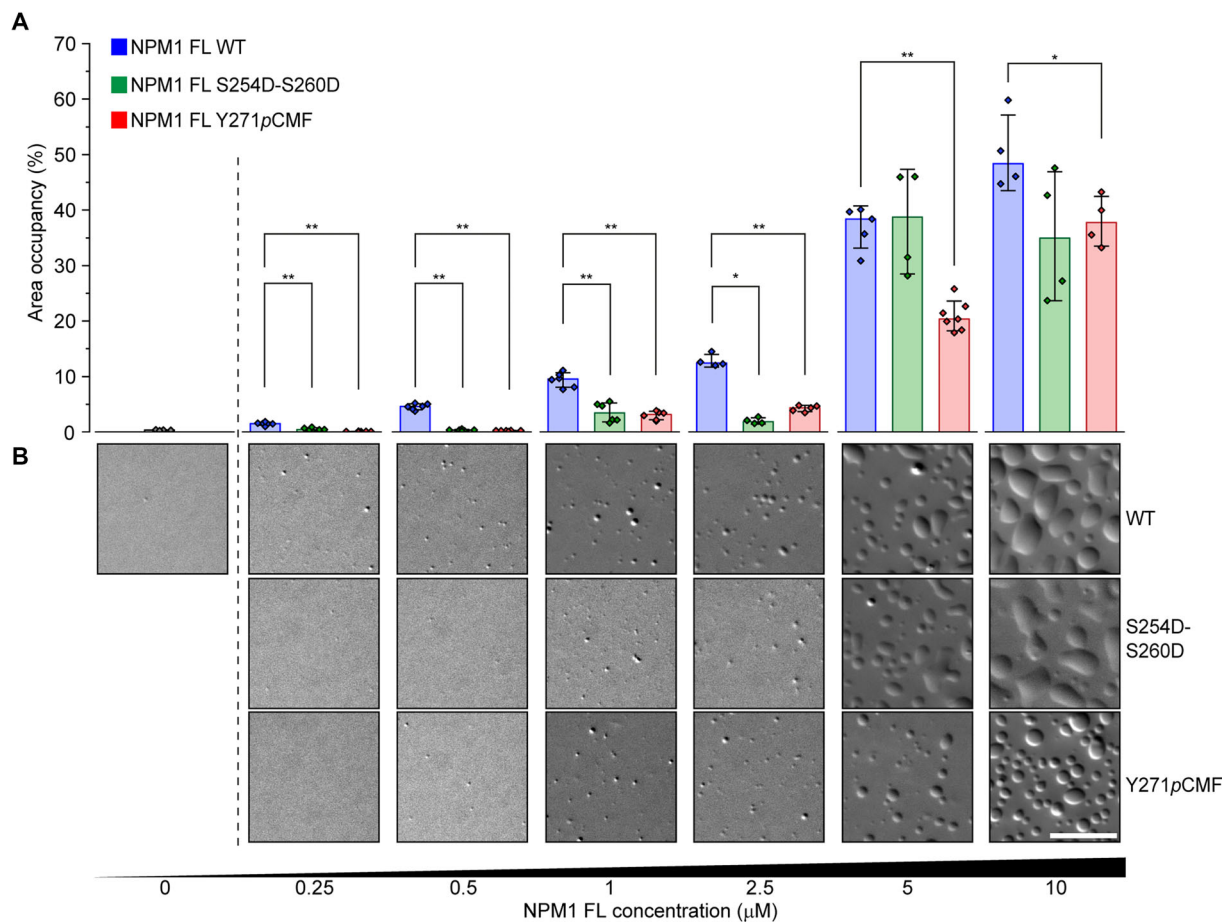 A
70
60
50
40
30
20
10
0
Area occupancy (%)
NPM1 FL WT
NPM1 FL S254D-S260D
NPM1 FL Y271pCMF
** ** ** ** ** ** * ** ** *
B
WT
S254D-
S260D
Y271pCMF
0 0.25 0.5 1 2.5 5 10
NPM1 FL concentration (μM)